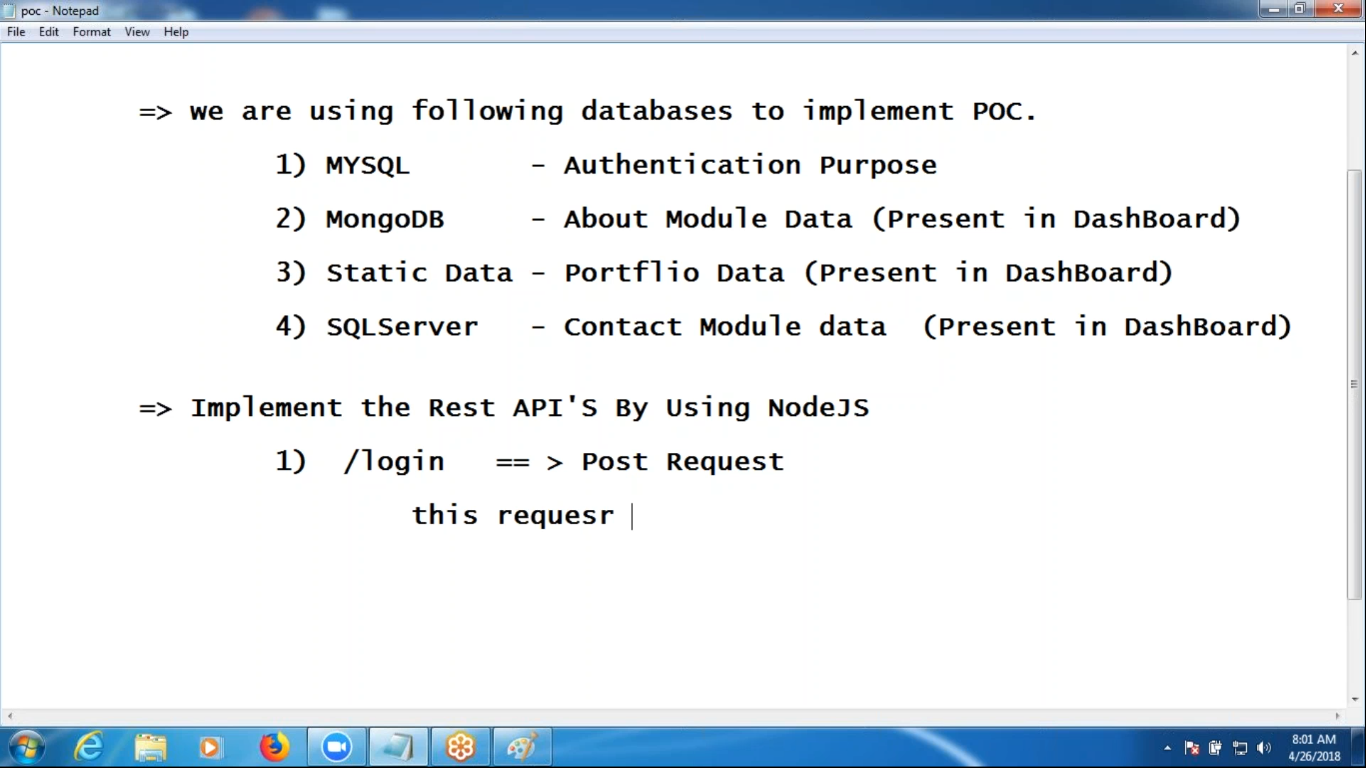 poc - Notepad
File Edit Format View Help
=> we are using following databases to implement POC.
1) MYSQL - Authentication Purpose
2) MongoDB - About Module Data (Present in DashBoard)
3) Static Data - Portflio Data (Present in DashBoard)
4) SQLServer - Contact Module data (Present in DashBoard)
=> Implement the Rest API'S By Using NodeJS
1) /login == > Post Request
this requesr
8:01 AM
4/26/2018